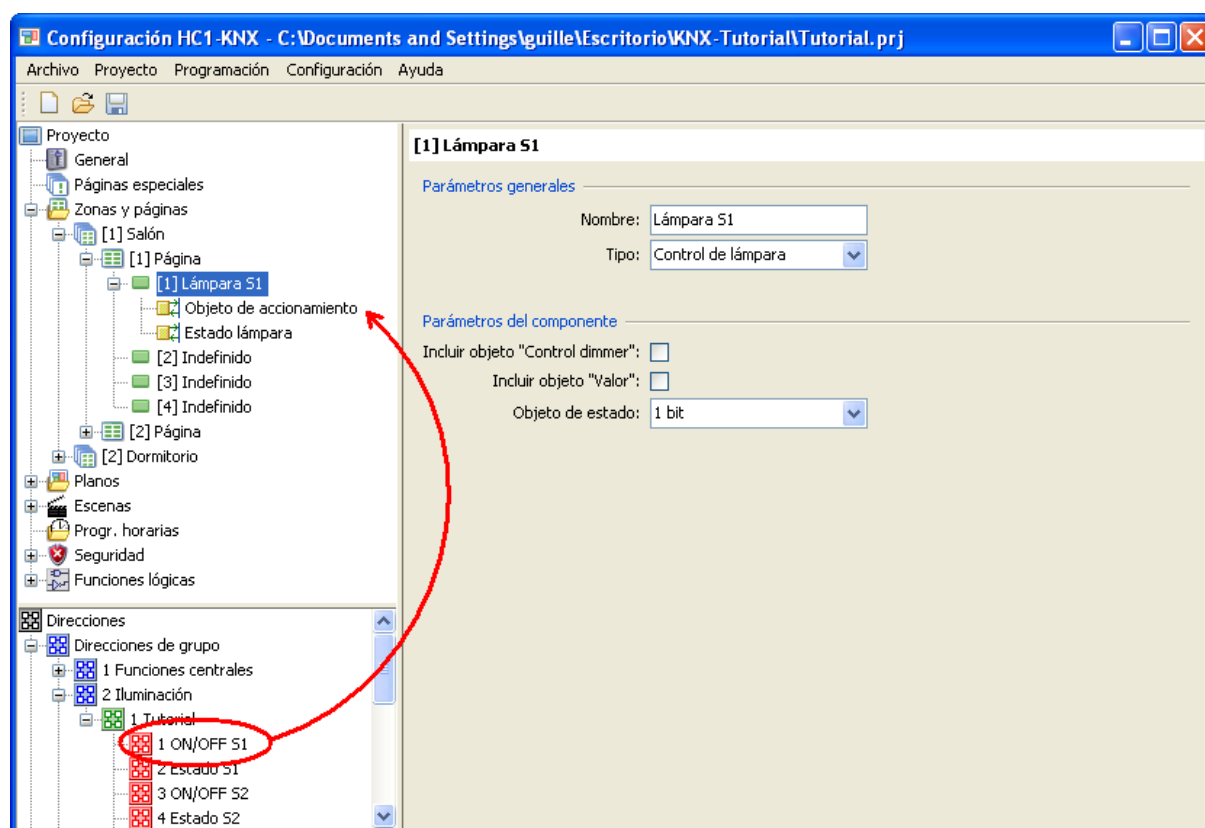 Configuración HC1-KNX - C:\Documents and Settings\guille\Escritorio\KNX-Tutorial\Tutorial.prj
Archivo Proyecto Programación Configuración Ayuda
Proyecto
General
Páginas especiales
Zonas y páginas
[1] Salón
[1] Página
[1] Lámpara S1
Objeto de accionamiento
Estado lámpara
[2] Indefinido
[3] Indefinido
[4] Indefinido
[2] Página
[2] Dormitorio
Planos
Escenas
Progr. horarias
Seguridad
Funciones lógicas
Direcciones
Direcciones de grupo
1 Funciones centrales
2 Iluminación
1 Tutorial
1 ON/OFF S1
2 Estado S1
3 ON/OFF S2
4 Estado S2
[1] Lámpara S1
Parámetros generales
Nombre: Lámpara S1
Tipo: Control de lámpara
Parámetros del componente
Incluir objeto "Control dimmer":
Incluir objeto "Valor":
Objeto de estado: 1 bit